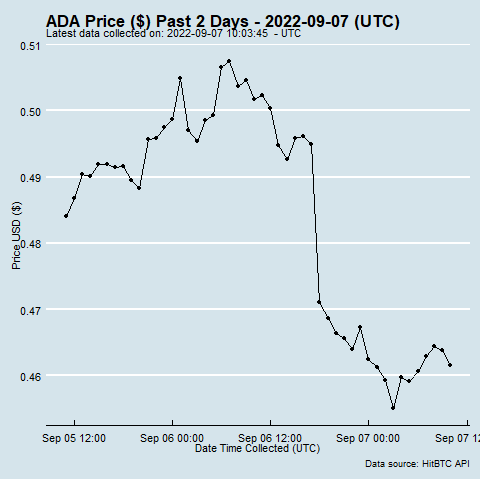 ADA Price ($) Past 2 Days - 2022-09-07 (UTC)
Latest data collected on: 2022-09-07 10:03:45  - UTC
0.51
0.50
0.49
0.48
0.47
0.46
Price USD ($)
Sep 05 12:00 Sep 06 00:00 Sep 06 12:00 Sep 07 00:00 Sep 07 12
Date Time Collected (UTC)
Data source: HitBTC API